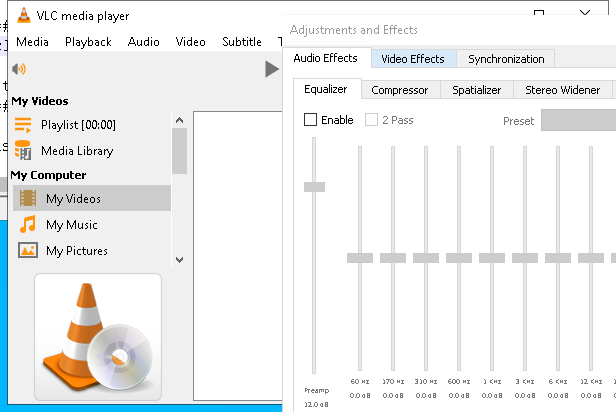 VLC media player
Media Playback Audio Video Subtitle T
My Videos
Playlist [00:00]
Media Library
My Computer
My Videos
My Music
My Pictures
Adjustments and Effects
Audio Effects Video Effects Synchronization
Equalizer Compressor Spatializer Stereo Widener
Enable 2 Pass Preset
60 Hz 170 Hz 310 Hz 600 Hz 1 KHz 3 KHz 6 KHz 12 KHz
Preamp 0.0 dB 0.0 dB 0.0 dB 0.0 dB 0.0 dB 0.0 dB 0.0 dB 0.0 dB
12.0 dB